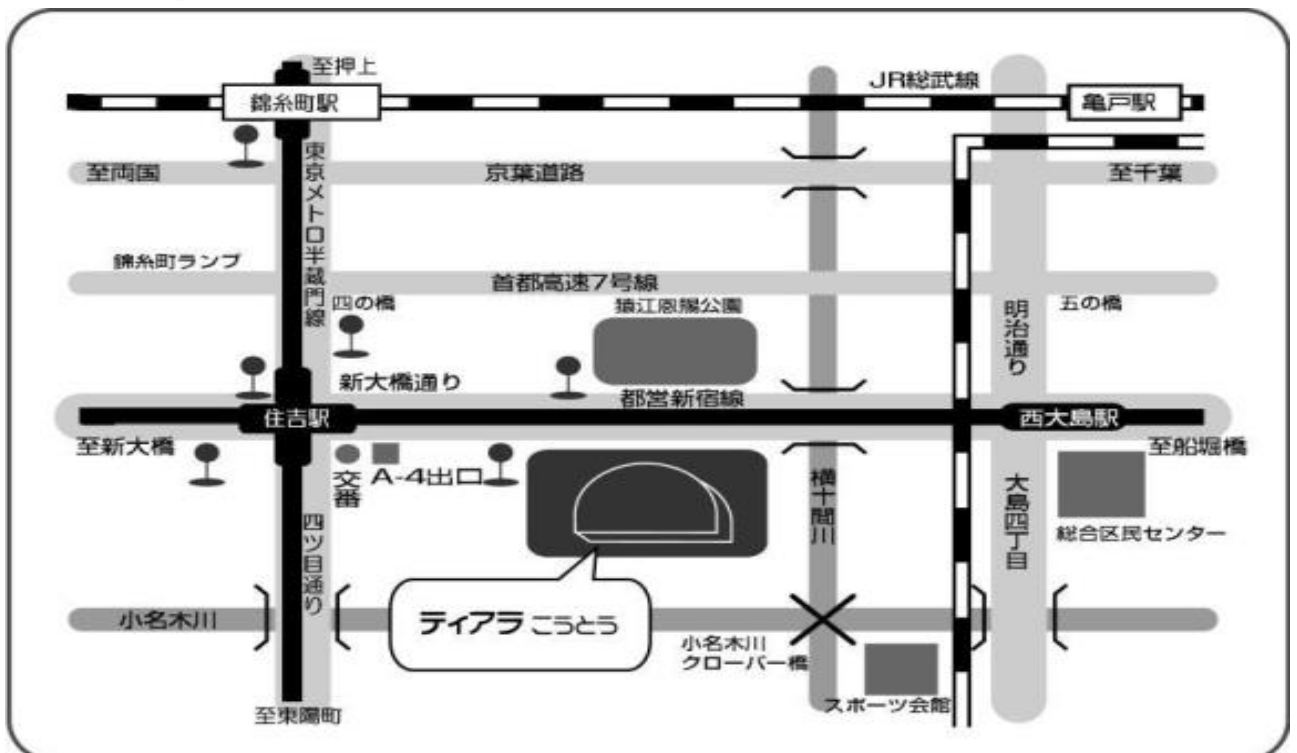 至押上
JR総武線
錦糸町駅
亀戸駅
東京メトロ半蔵門線
至両国
京葉道路
至千葉
錦糸町ランプ
首都高速7号線
四の橋
猿江恩賜公園
明治通り
五の橋
新大橋通り
都営新宿線
住吉駅
西大島駅
至新大橋
至船堀橋
交番
A-4出口
横十間川
大島四丁目
総合区民センター
四ツ目通り
小名木川
ティアラこうとう
小名木川
クローバー橋
スポーツ会館
至東陽町